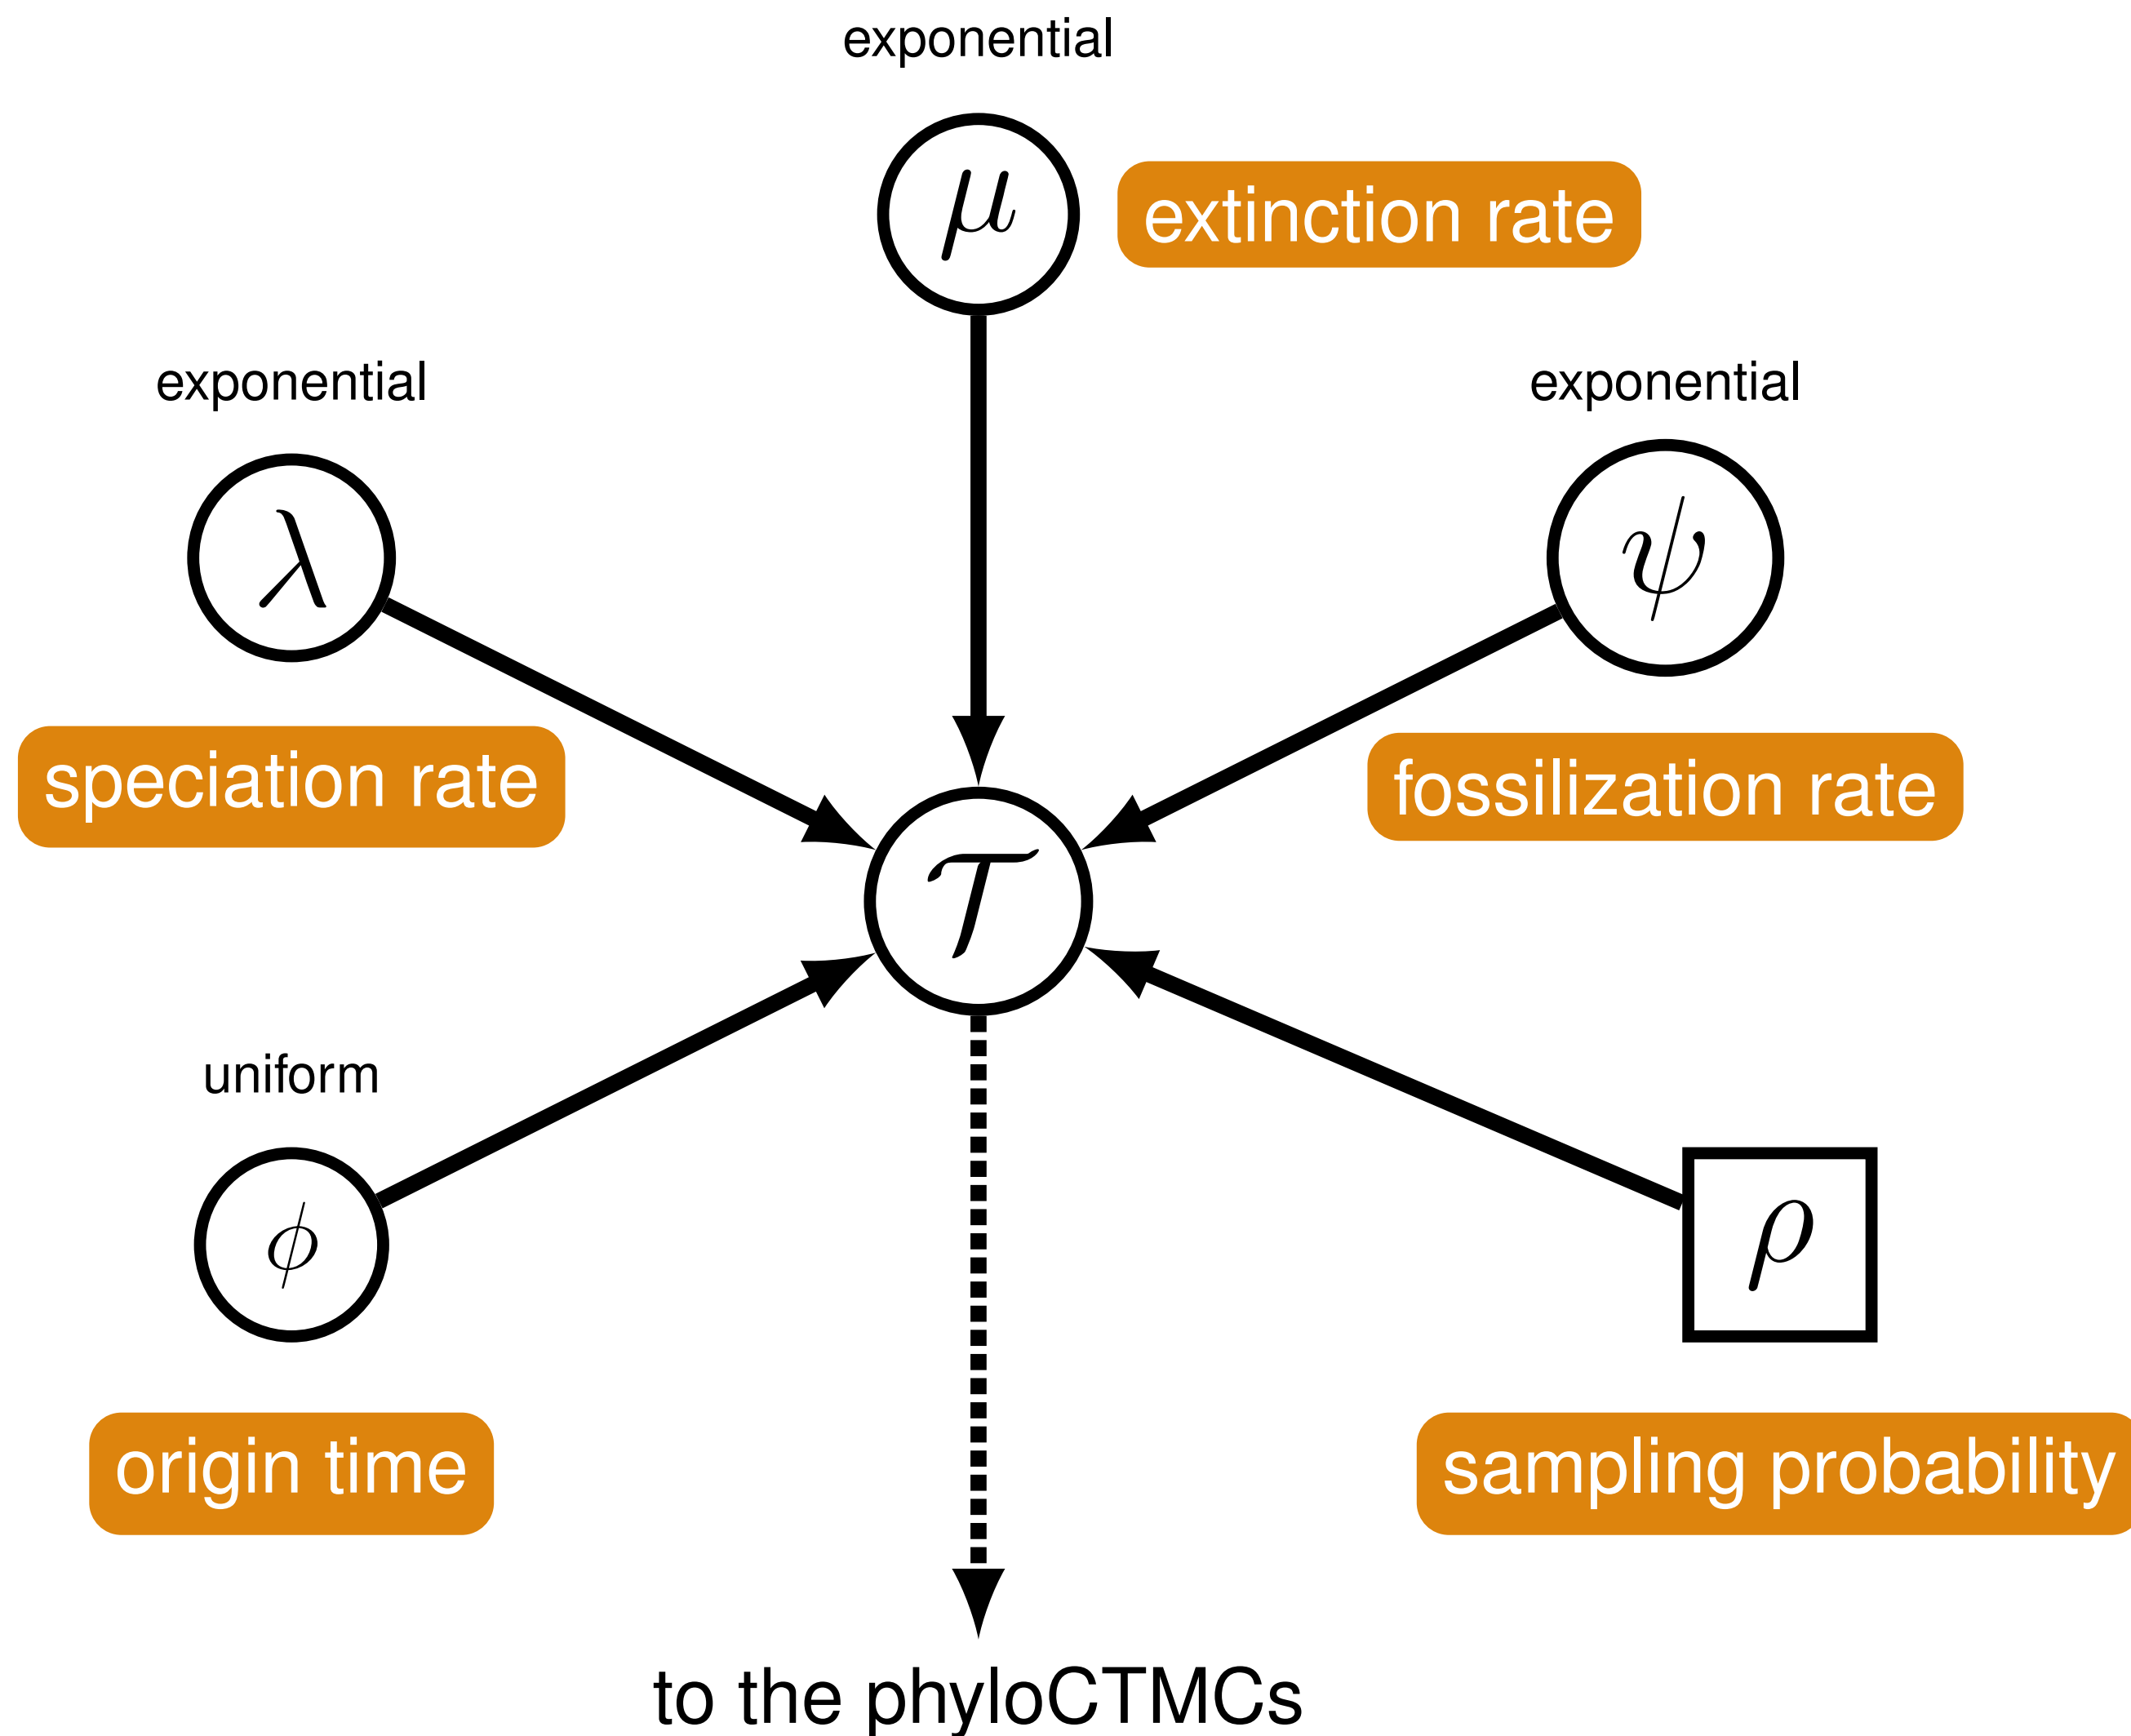 exponential
μ
extinction rate
exponential
exponential
λ
ψ
speciation rate
fossilization rate
𝒯
uniform
ϕ
ρ
origin time
sampling probability
to the phyloCTMCs